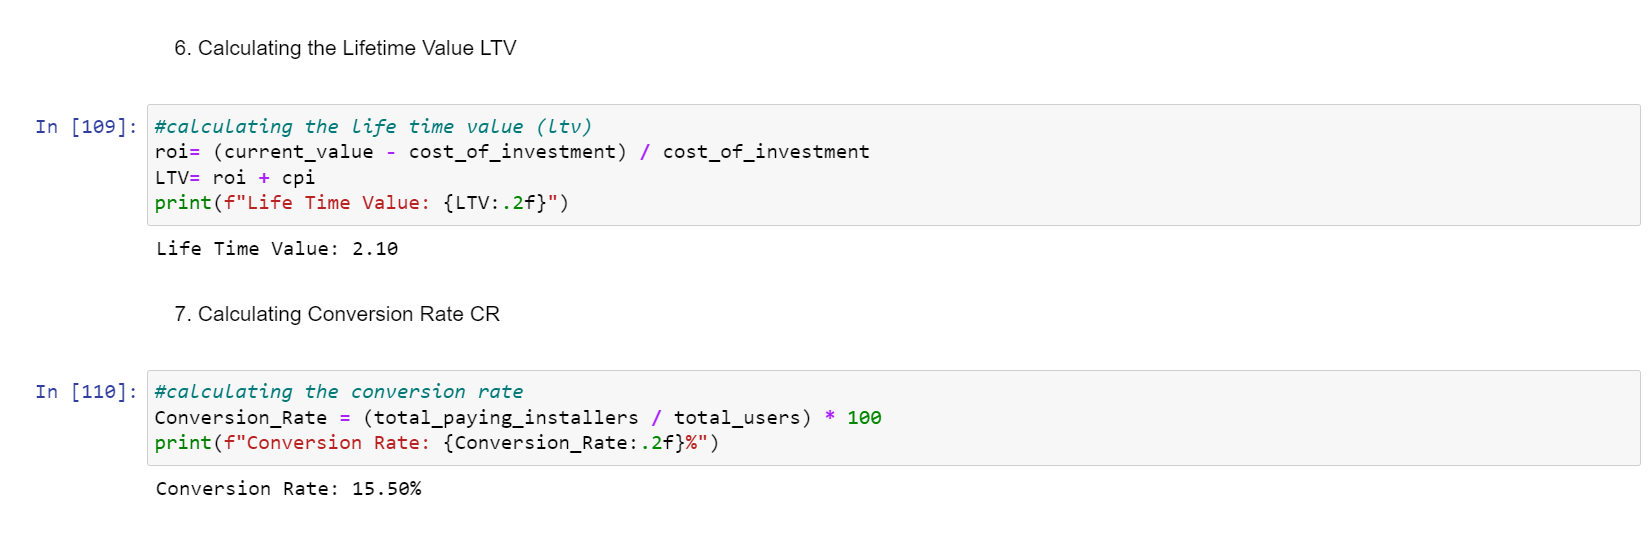 6. Calculating the Lifetime Value LTV
In [109]: #calculating the life time value (ltv)
roi= (current_value - cost_of_investment) / cost_of_investment
LTV= roi + cpi
print(f"Life Time Value: {LTV:.2f}")
Life Time Value: 2.10
7. Calculating Conversion Rate CR
In [110]: #calculating the conversion rate
Conversion_Rate = (total_paying_installers / total_users) * 100
print(f"Conversion Rate: {Conversion_Rate:.2f}%")
Conversion Rate: 15.50%